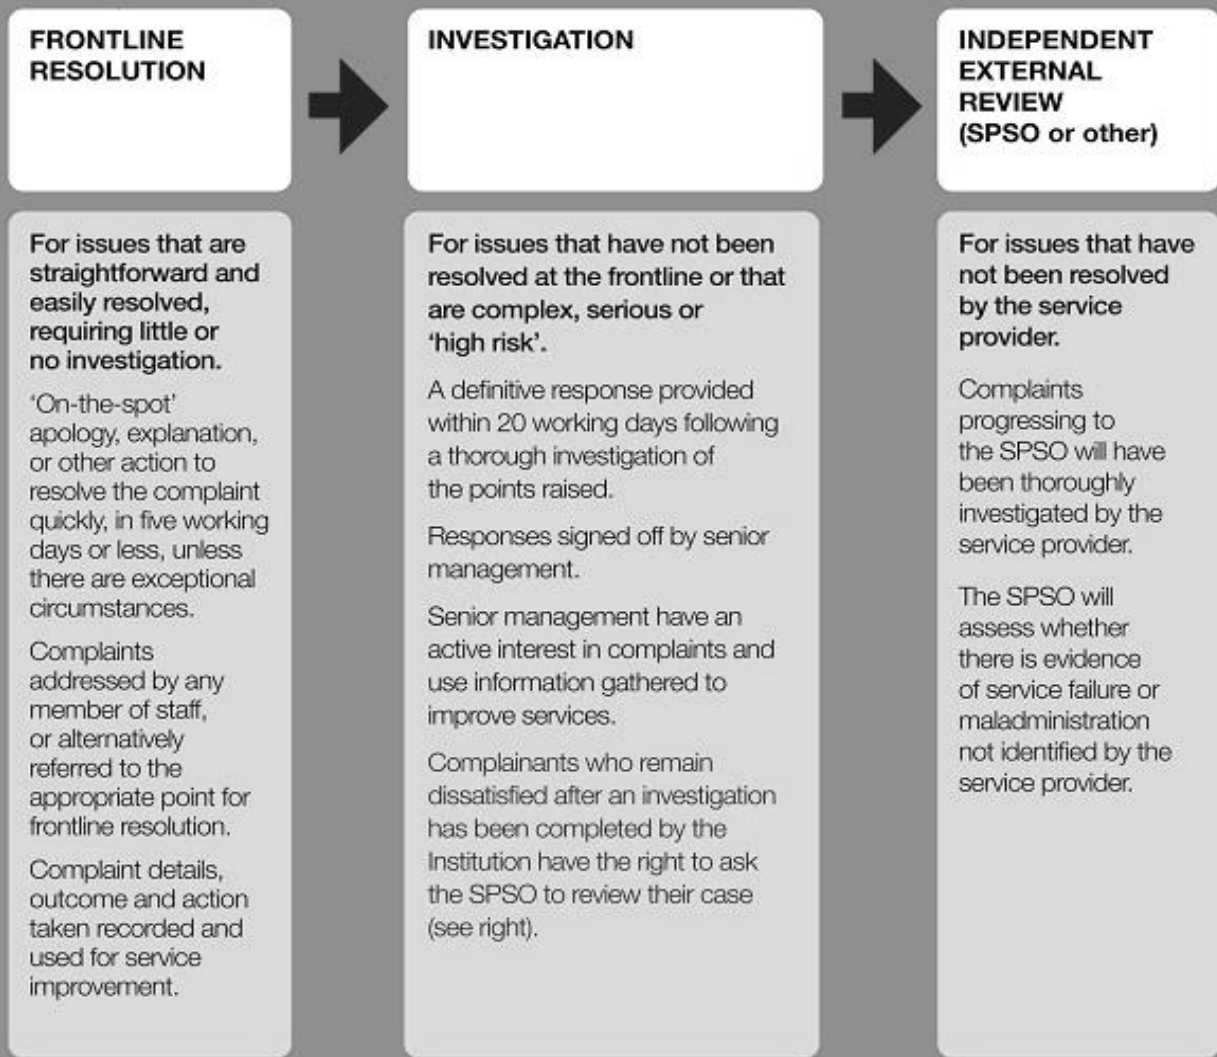 FRONTLINE
RESOLUTION
INVESTIGATION
INDEPENDENT
EXTERNAL
REVIEW
(SPSO or other)
For issues that are
straightforward and
easily resolved,
requiring little or
no investigation.
‘On-the-spot’
apology, explanation,
or other action to
resolve the complaint
quickly, in five working
days or less, unless
there are exceptional
circumstances.
Complaints
addressed by any
member of staff,
or alternatively
referred to the
appropriate point for
frontline resolution.
Complaint details,
outcome and action
taken recorded and
used for service
improvement.
For issues that have not been
resolved at the frontline or that
are complex, serious or
‘high risk’.
A definitive response provided
within 20 working days following
a thorough investigation of
the points raised.
Responses signed off by senior
management.
Senior management have an
active interest in complaints and
use information gathered to
improve services.
Complainants who remain
dissatisfied after an investigation
has been completed by the
Institution have the right to ask
the SPSO to review their case
(see right).
For issues that have
not been resolved
by the service
provider.
Complaints
progressing to
the SPSO will have
been thoroughly
investigated by the
service provider.
The SPSO will
assess whether
there is evidence
of service failure or
maladministration
not identified by the
service provider.